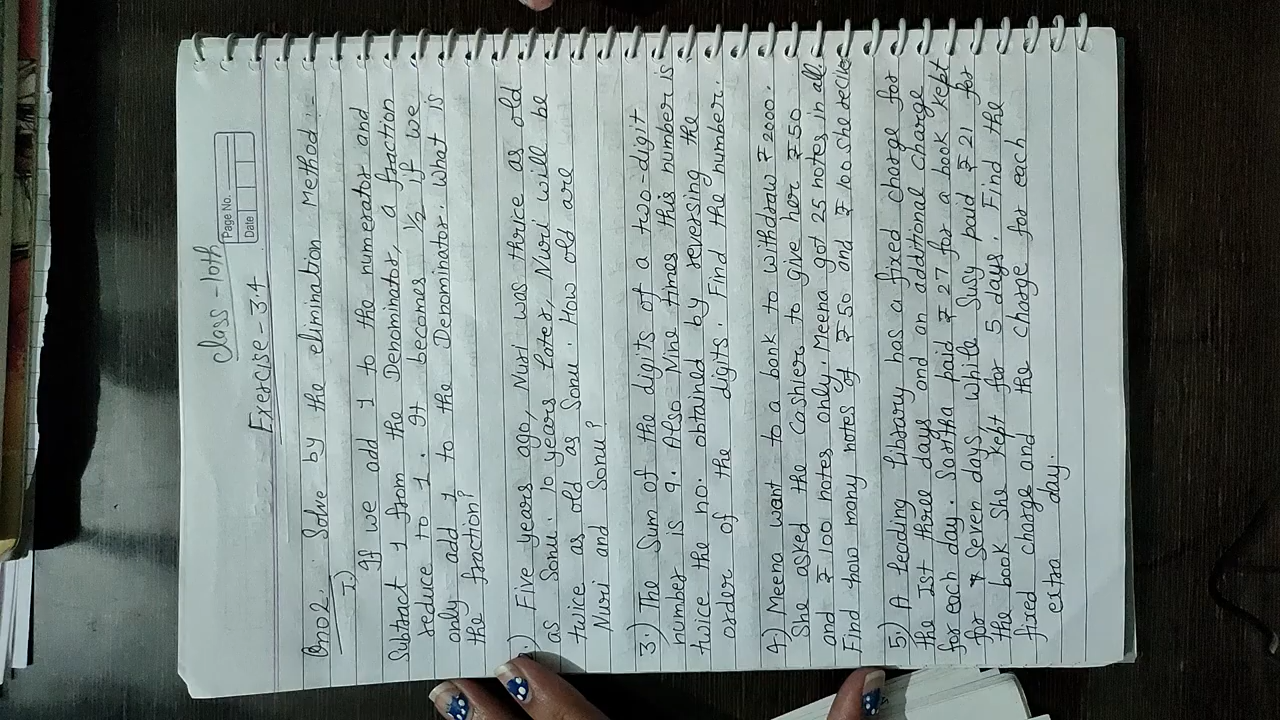 Class - 10th
Page No.
Date
Exercise - 3.4
Qno2. Solve by the elimination Method :-
I) If we add 1 to the numerator and
Subtract 1 from the Denominator, a fraction
reduce to 1. It becomes 1/2 if we
only add 1 to the Denominator. What is
the fraction?
2.) Five years ago, Nuri was thrice as old
as Sonu. 10 years Later, Nuri will be
twice as old as Sonu. How old are
Nuri and Sonu?
3.) The Sum of the digits of a two-digit
number is 9. Also Nine times this number is
twice the no. obtained by reversing the
order of the digits. Find the number.
4.) Meena want to a bank to withdraw ₹ 2000.
She asked the cashier to give her ₹ 50
and ₹ 100 notes only. Meena got 25 notes in all.
Find how many notes of ₹ 50 and ₹ 100 she
5.) A leading Library has a fixed charge for
the Ist three days and an additional charge
for each day. Saritha paid ₹ 27 for a book kept
for Seven days, while Susy paid ₹ 21 for
the book She kept for 5 days. Find the
fixed charge and the charge for each
extra day.